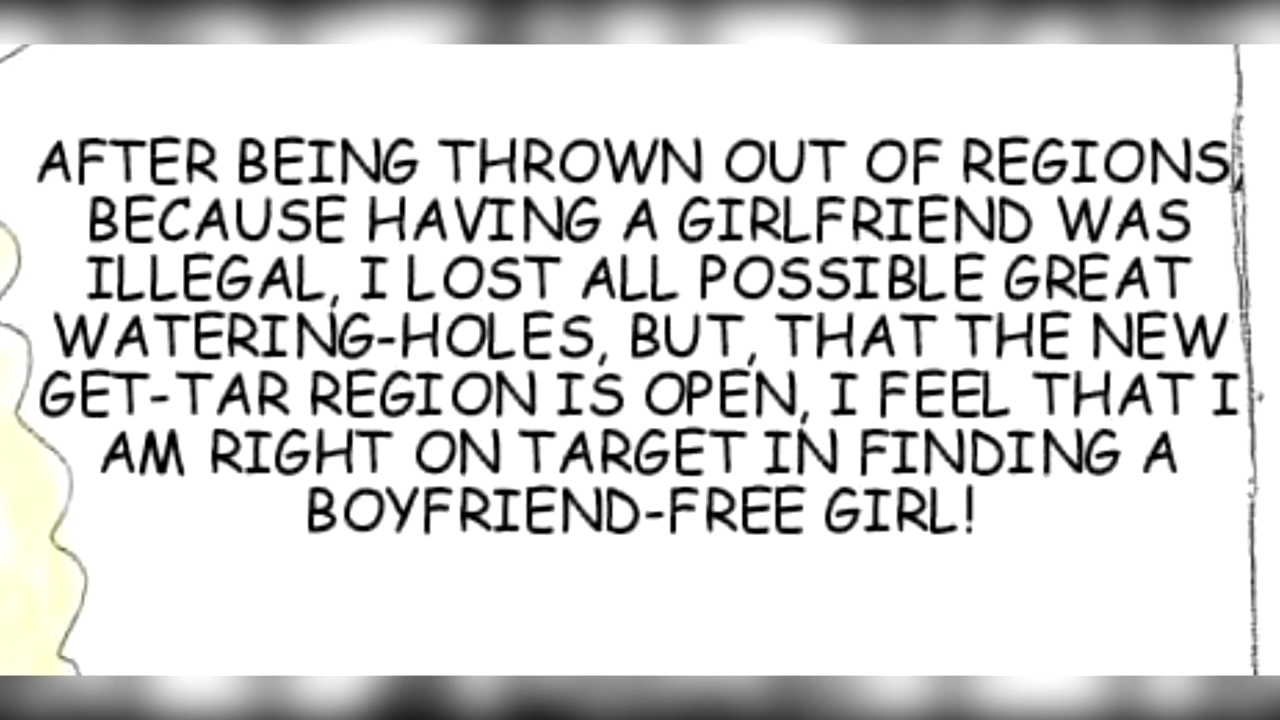 AFTER BEING THROWN OUT OF REGIONS,
BECAUSE HAVING A GIRLFRIEND WAS
ILLEGAL, I LOST ALL POSSIBLE GREAT
WATERING-HOLES, BUT, THAT THE NEW
GET-TAR REGION IS OPEN, I FEEL THAT I
AM RIGHT ON TARGET IN FINDING A
BOYFRIEND-FREE GIRL!